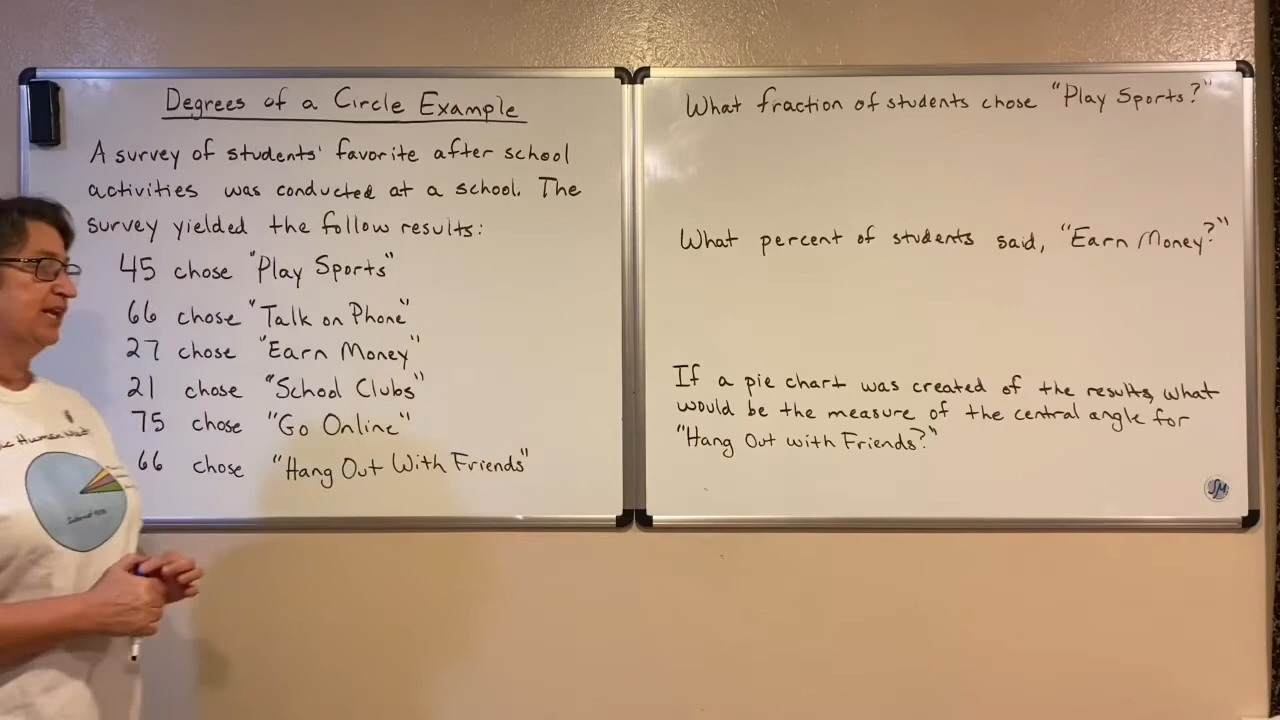 Degrees of a Circle Example
A survey of students' favorite after school
activities was conducted at a school. The
survey yielded the follow results:
45 chose "Play Sports"
66 chose "Talk on Phone"
27 chose "Earn Money"
21 chose "School Clubs"
75 chose "Go Online"
66 chose "Hang Out With Friends"
What fraction of students chose "Play Sports?"
What percent of students said, "Earn Money?"
If a pie chart was created of the results, what
would be the measure of the central angle for
"Hang Out with Friends?"
SM
Human
Internet